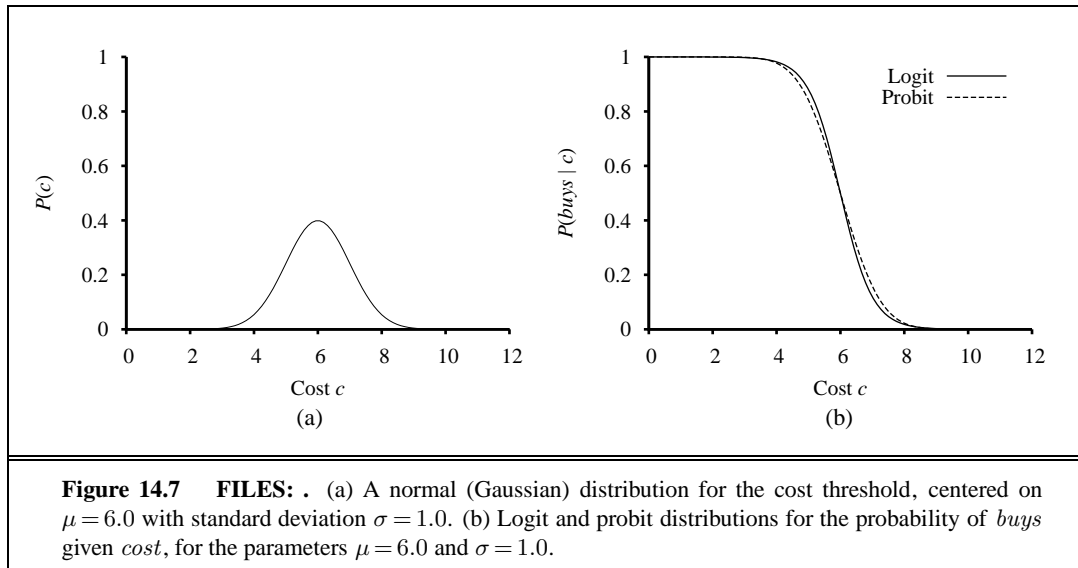 1
0.8
0.6
0.4
0.2
0
P(c)
0 2 4 6 8 10 12
Cost c
(a)
1
0.8
0.6
0.4
0.2
0
P(buys | c)
Logit
Probit
0 2 4 6 8 10 12
Cost c
(b)
Figure 14.7 FILES: . (a) A normal (Gaussian) distribution for the cost threshold, centered on
μ = 6.0 with standard deviation σ = 1.0. (b) Logit and probit distributions for the probability of buys
given cost, for the parameters μ = 6.0 and σ = 1.0.